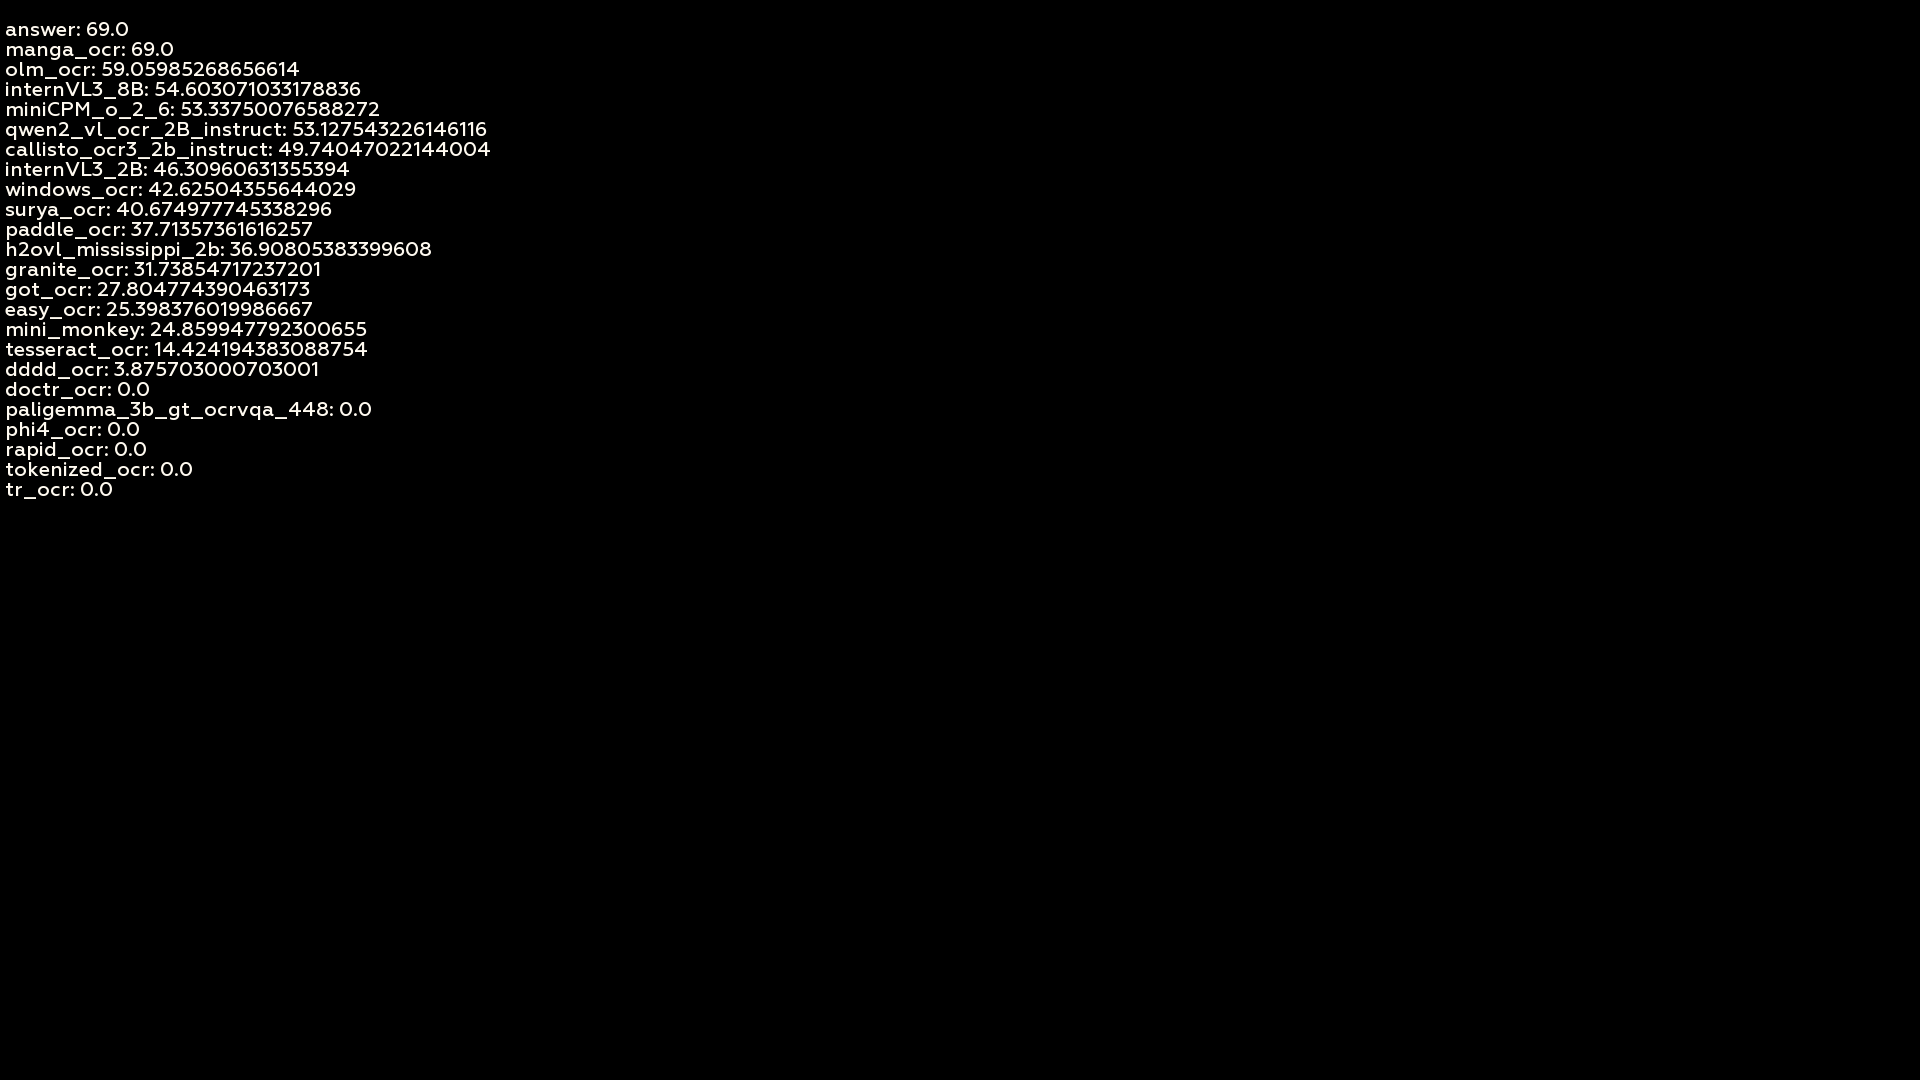 answer: 69.0
manga_ocr: 69.0
olm_ocr: 59.05985268656614
internVL3_8B: 54.603071033178836
miniCPM_o_2_6: 53.33750076588272
qwen2_vl_ocr_2B_instruct: 53.127543226146116
callisto_ocr3_2b_instruct: 49.74047022144004
internVL3_2B: 46.30960631355394
windows_ocr: 42.62504355644029
surya_ocr: 40.674977745338296
paddle_ocr: 37.71357361616257
h2ovl_mississippi_2b: 36.90805383399608
granite_ocr: 31.73854717237201
got_ocr: 27.804774390463173
easy_ocr: 25.398376019986667
mini_monkey: 24.859947792300655
tesseract_ocr: 14.424194383088754
dddd_ocr: 3.875703000703001
doctr_ocr: 0.0
paligemma_3b_gt_ocrvqa_448: 0.0
phi4_ocr: 0.0
rapid_ocr: 0.0
tokenized_ocr: 0.0
tr_ocr: 0.0